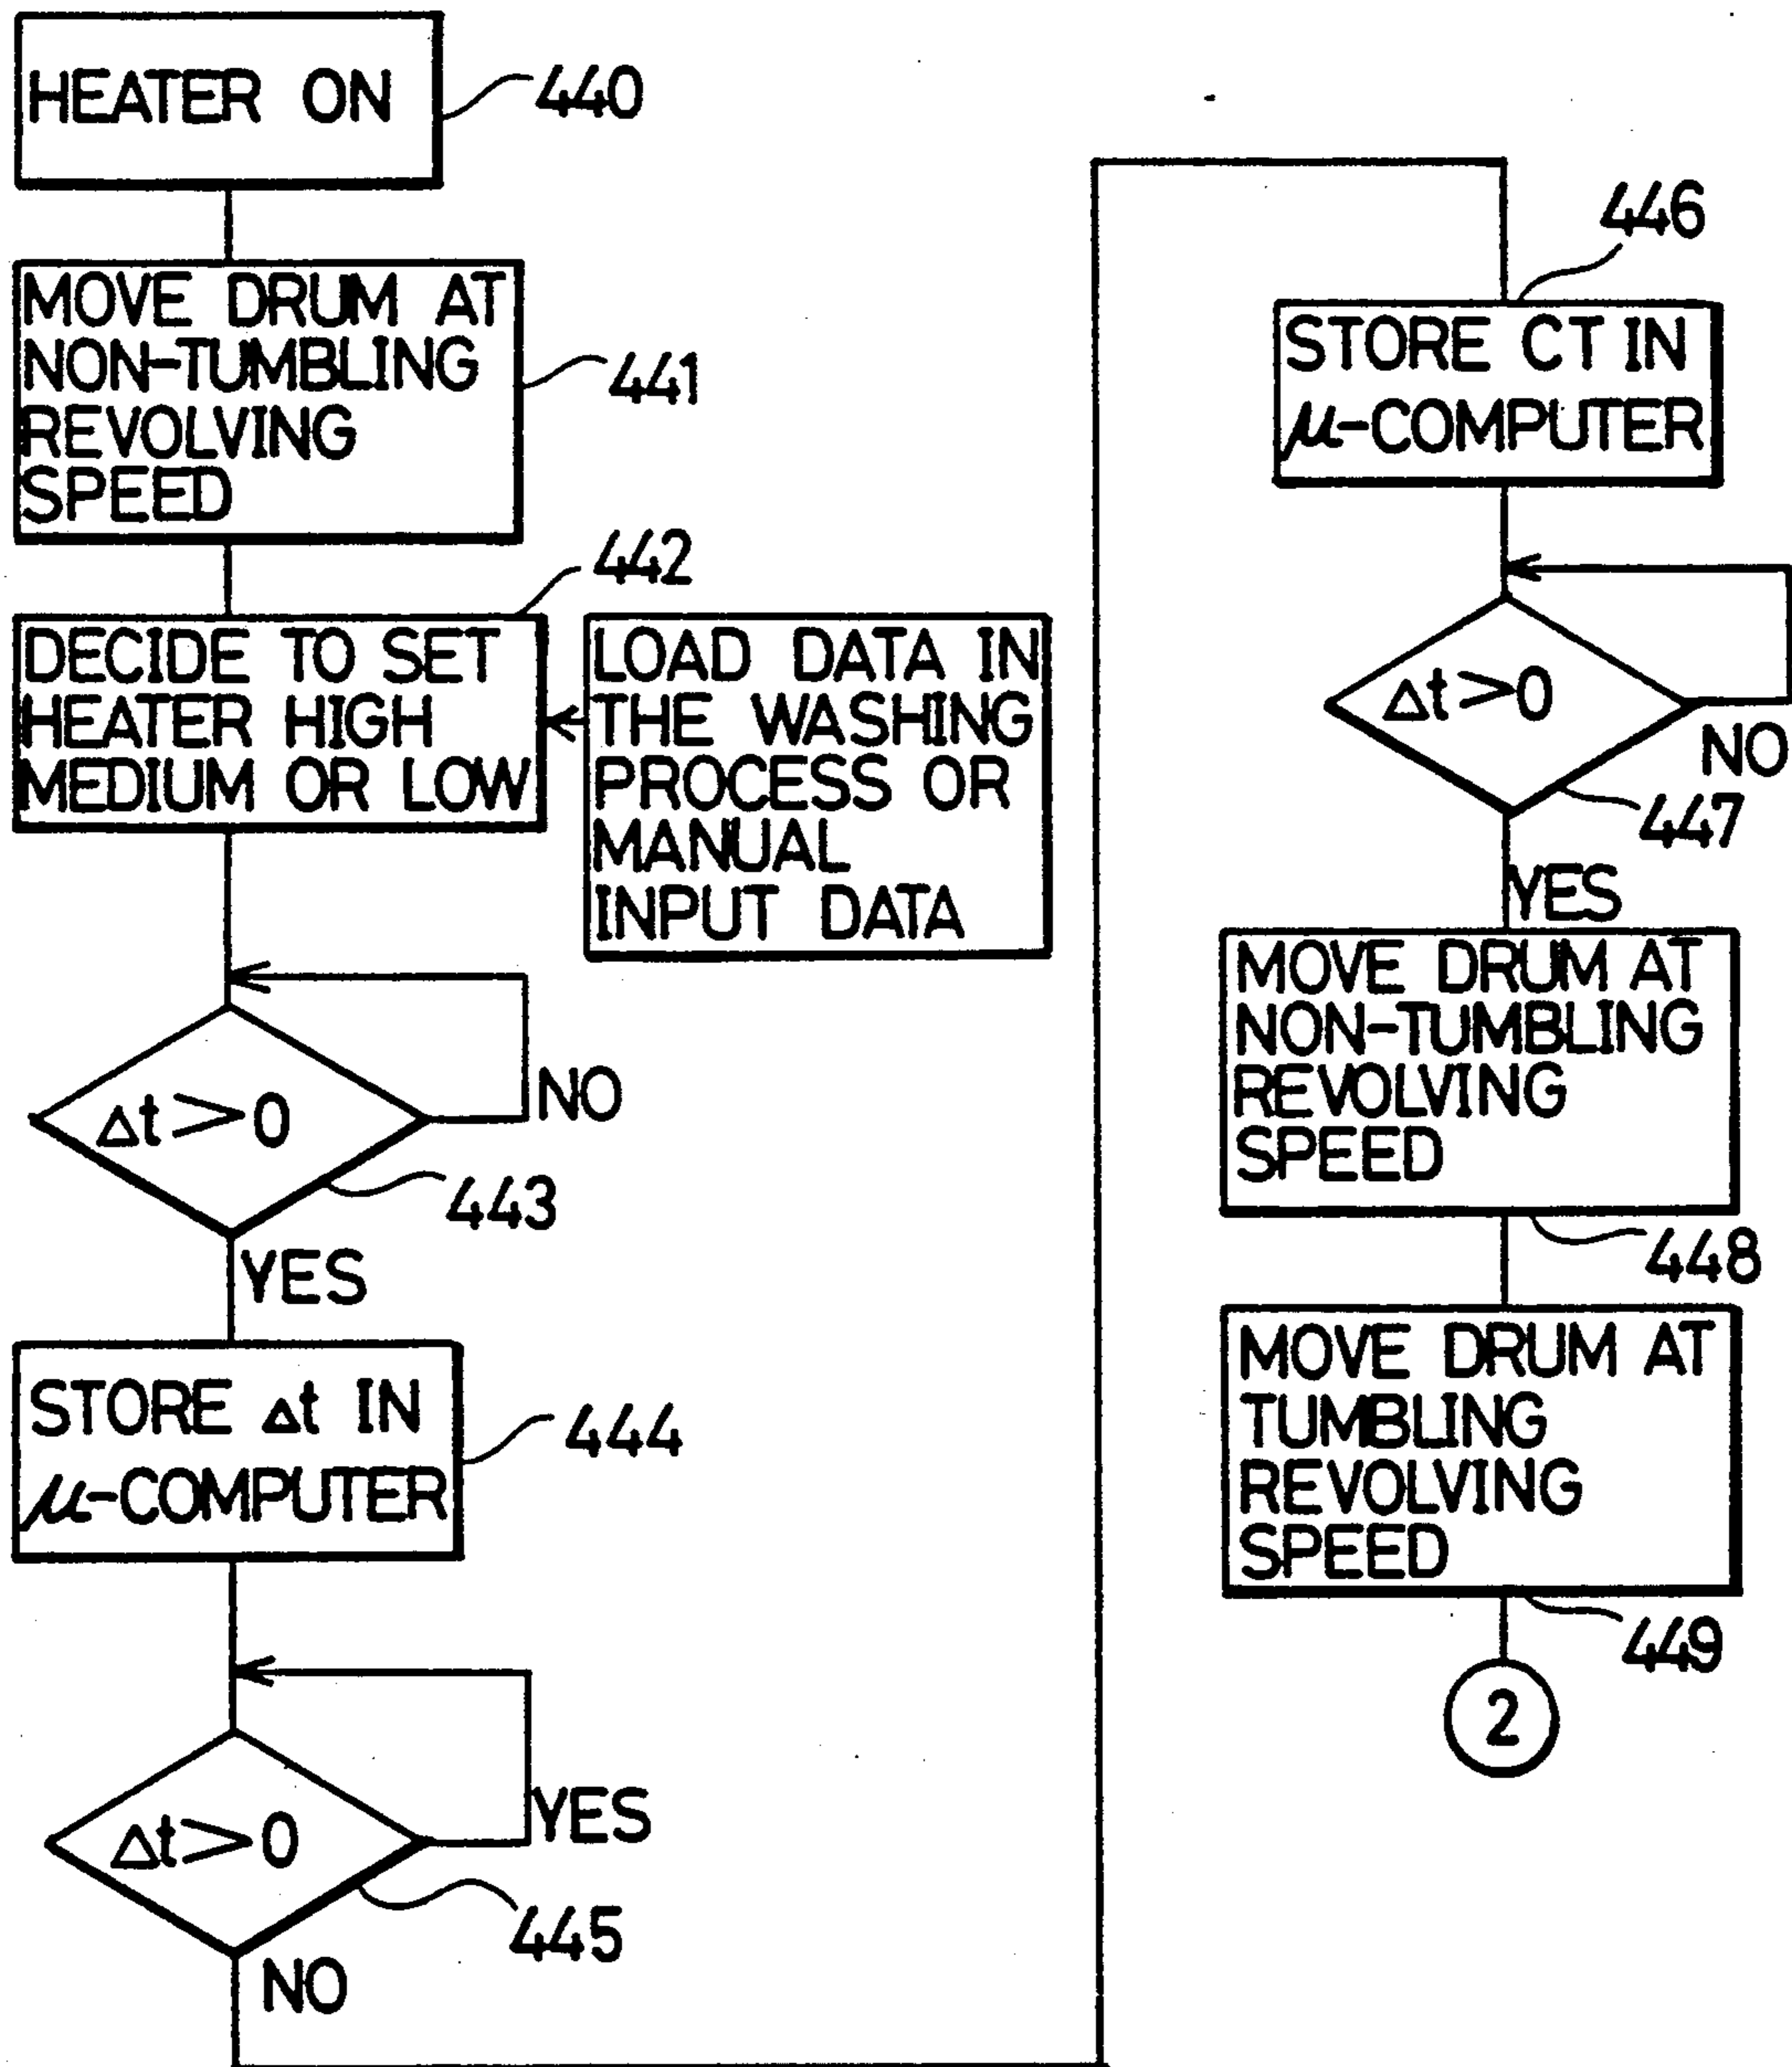 HEATER ON
440
MOVE DRUM AT
NON-TUMBLING
REVOLVING
SPEED
441
442
DECIDE TO SET
HEATER HIGH
MEDIUM OR LOW
LOAD DATA IN
THE WASHING
PROCESS OR
MANUAL
INPUT DATA
Δt>0
NO
443
YES
STORE Δt IN
μ-COMPUTER
444
Δt>0
YES
445
NO
446
STORE CT IN
μ-COMPUTER
Δt>0
NO
447
YES
MOVE DRUM AT
NON-TUMBLING
REVOLVING
SPEED
448
MOVE DRUM AT
TUMBLING
REVOLVING
SPEED
449
2